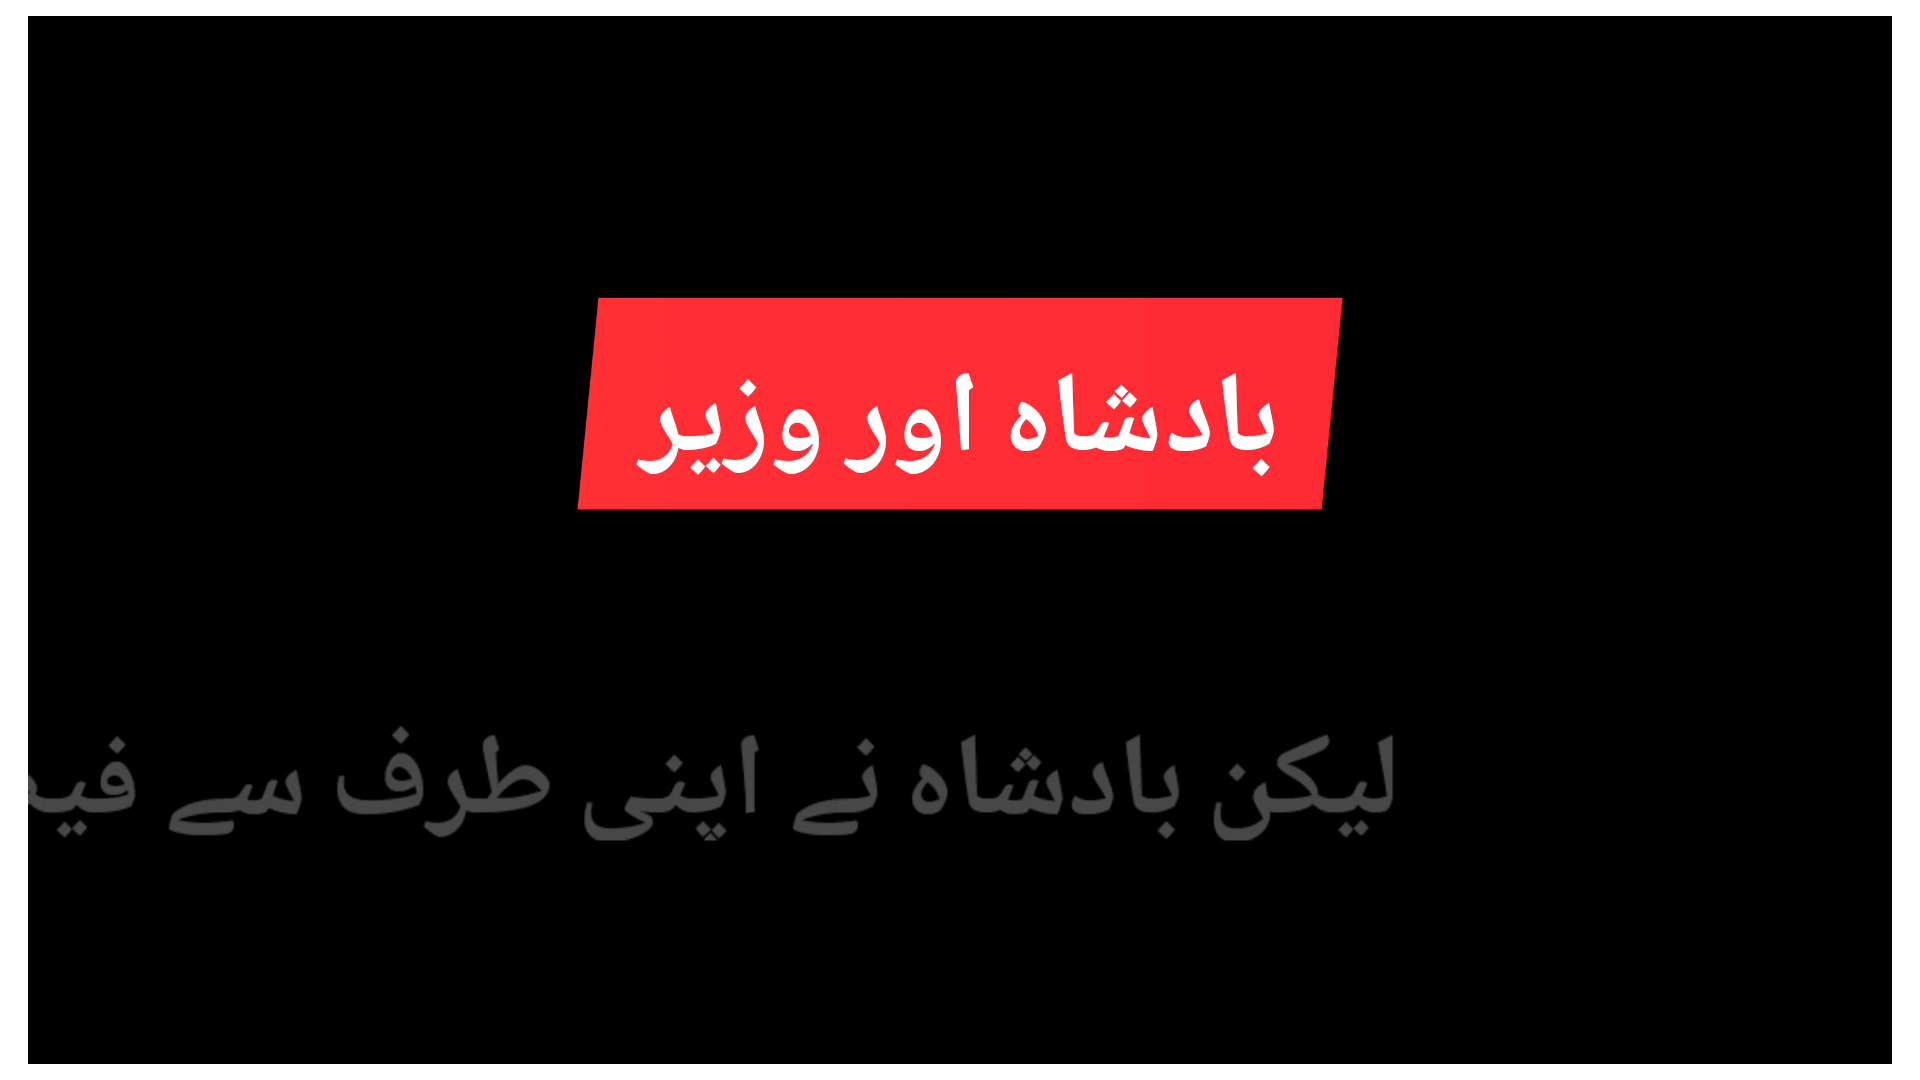 بادشاہ اور وزیر
لیکن بادشاہ نے اپنی طرف سے